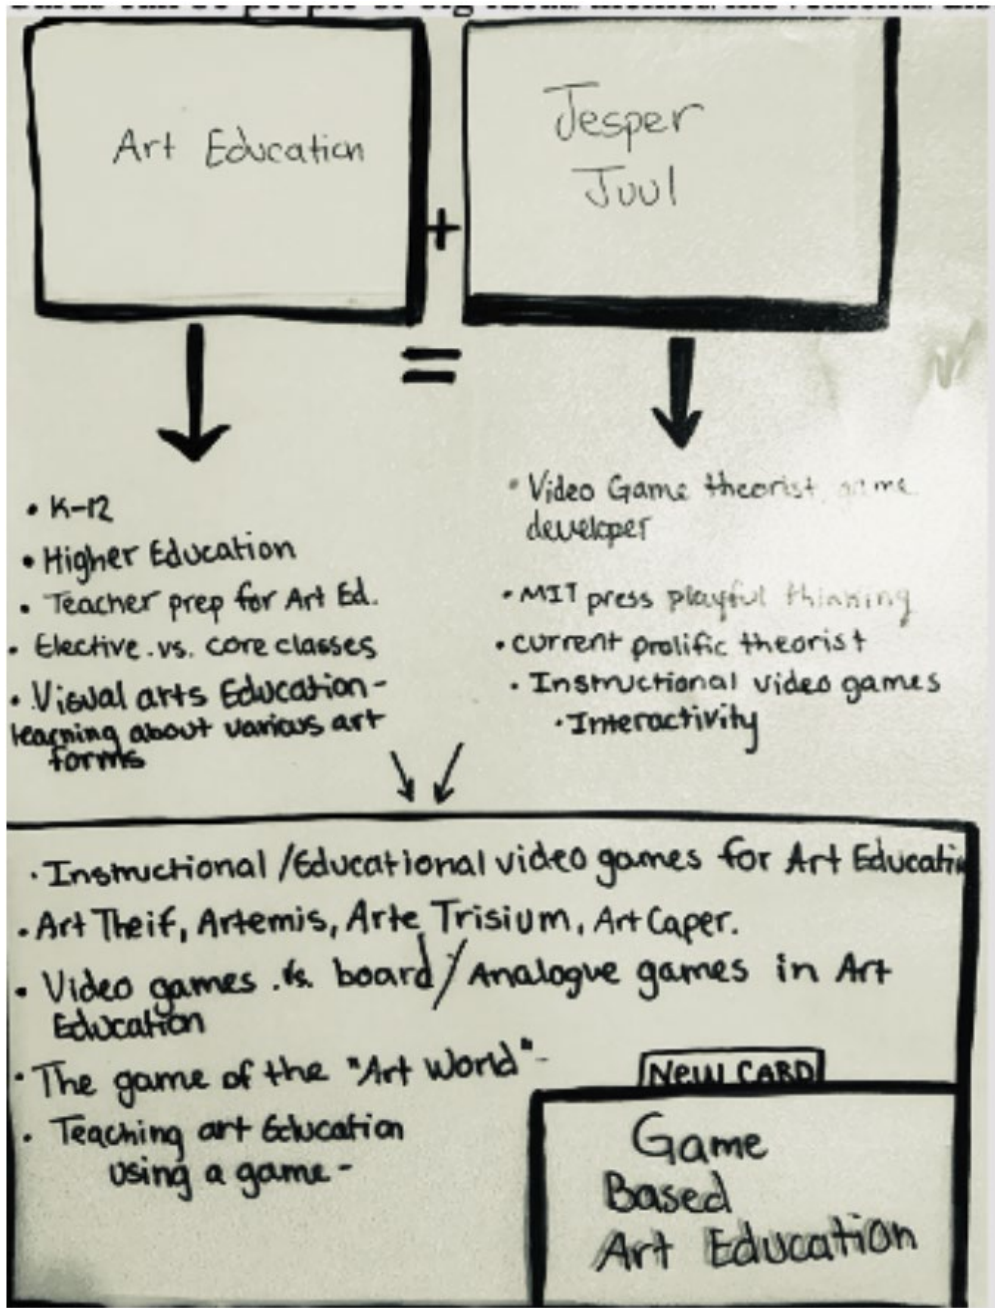 Art Education
Jesper
Juul
+
=
• K-12
• Higher Education
• Teacher prep for Art Ed.
• Elective .vs. core classes
• Visual arts Education-
learning about various art
forms
• Video Game theorist, game
developer
• MIT press playful thinking
• current prolific theorist
• Instructional video games
• Interactivity
• Instructional/Educational video games for Art Educatio
• Art Theif, Artemis, Arte Trisium, Art Caper.
• Video games .vs. board/Analogue games in Art
Education
• The game of the "Art World"-
• Teaching art Education
using a game-
NEW CARD
Game
Based
Art Education